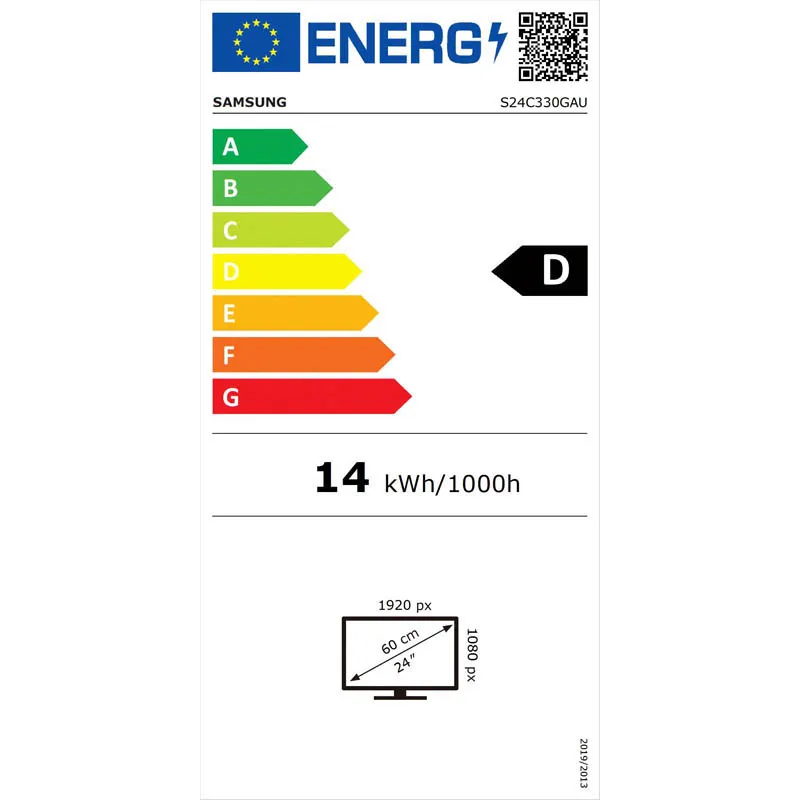 ENERG
SAMSUNG S24C330GAU
A
B
C
D
D
E
F
G
14 kWh/1000h
1920 px
60 cm
24”
1080 px
2019/2013